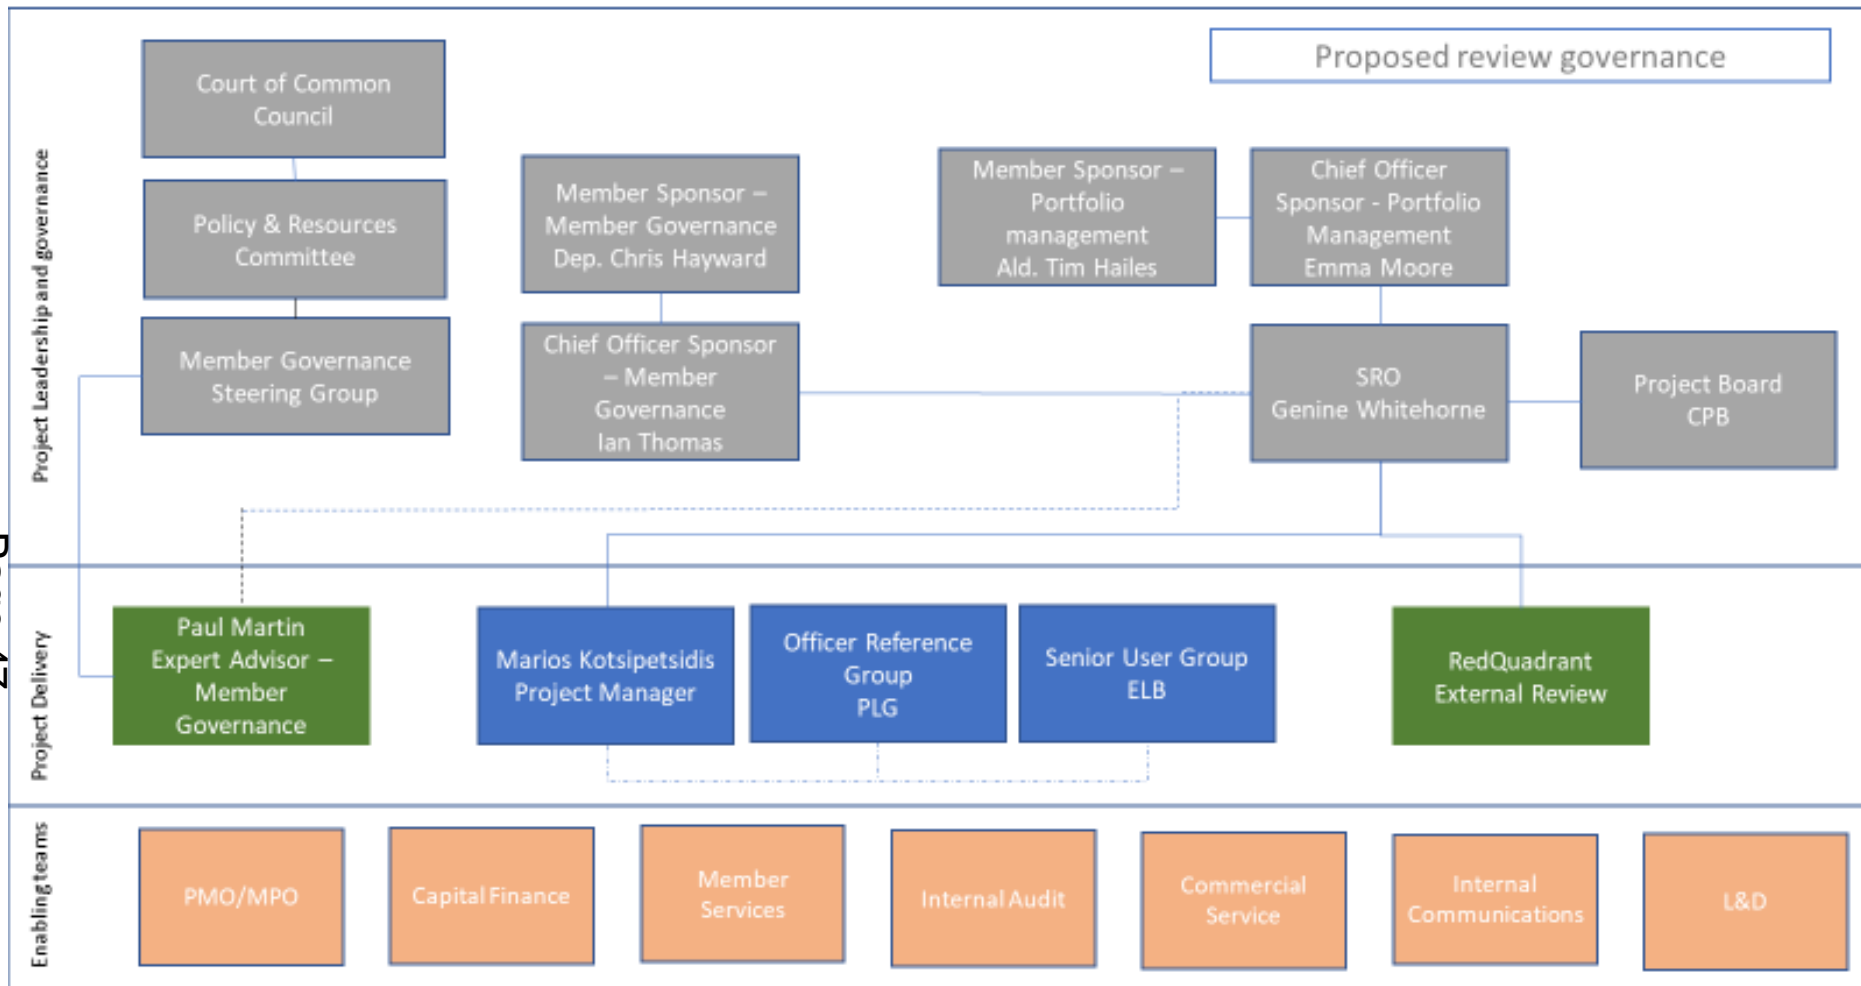 Proposed review governance
Project Leadership and governance
Court of Common
Council
Policy & Resources
Committee
Member Governance
Steering Group
Member Sponsor –
Member Governance
Dep. Chris Hayward
Chief Officer Sponsor
– Member
Governance
Ian Thomas
Member Sponsor –
Portfolio
management
Ald. Tim Hailes
Chief Officer
Sponsor - Portfolio
Management
Emma Moore
SRO
Genine Whitehorne
Project Board
CPB
Project Delivery
Paul Martin
Expert Advisor –
Member
Governance
Marios Kotsipetsidis
Project Manager
Officer Reference
Group
PLG
Senior User Group
ELB
RedQuadrant
External Review
Enabling teams
PMO/MPO
Capital Finance
Member
Services
Internal Audit
Commercial
Service
Internal
Communications
L&D